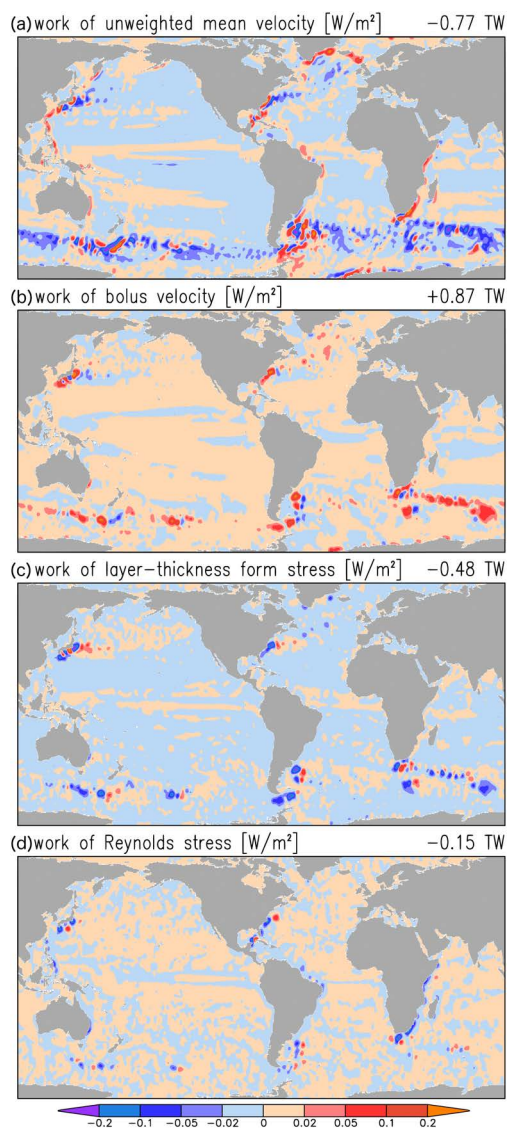 (a) work of unweighted mean velocity [W/m²] −0.77 TW
(b) work of bolus velocity [W/m²] +0.87 TW
(c) work of layer-thickness form stress [W/m²] −0.48 TW
(d) work of Reynolds stress [W/m²] −0.15 TW
−0.2 −0.1 −0.05 −0.02 0 0.02 0.05 0.1 0.2